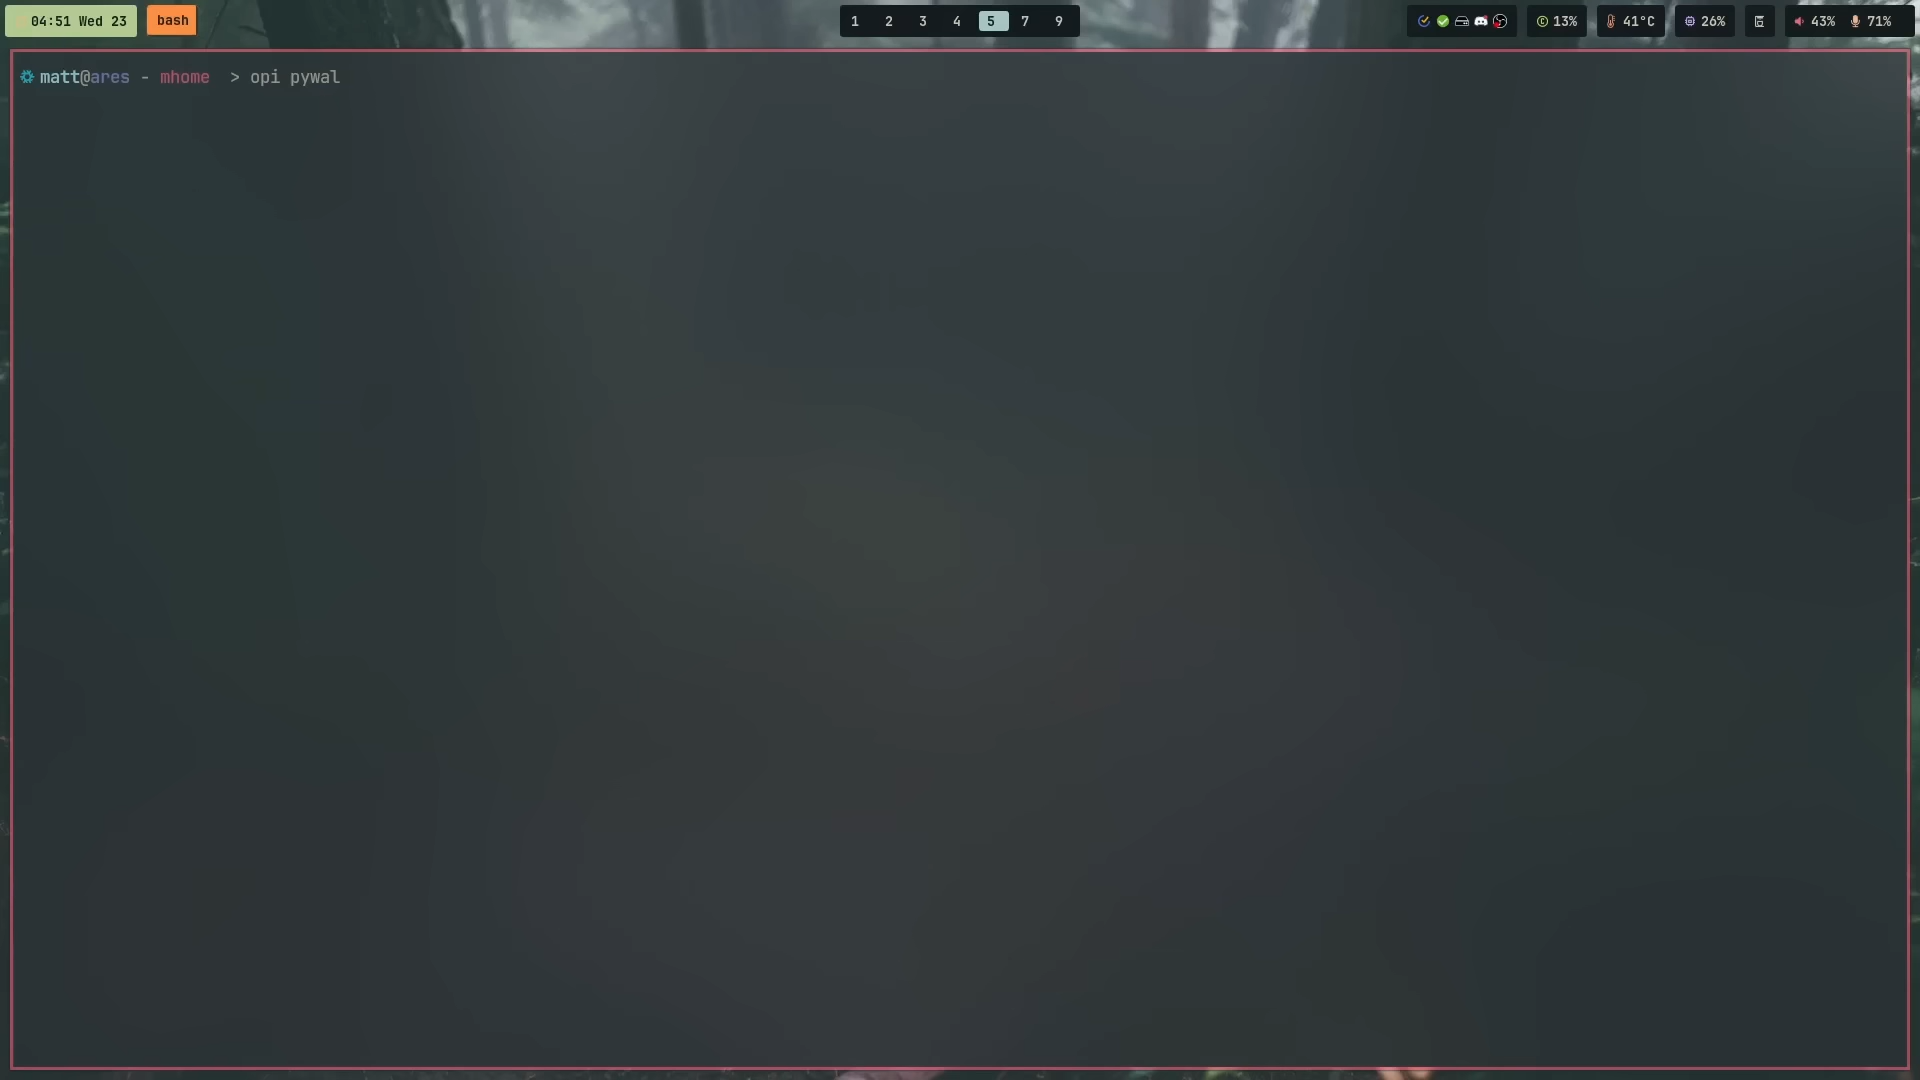 04:51 Wed 23 bash 1 2 3 4 5 7 9 13% 41°C 26% 43% 71%
matt@ares - mhome > opi pywal